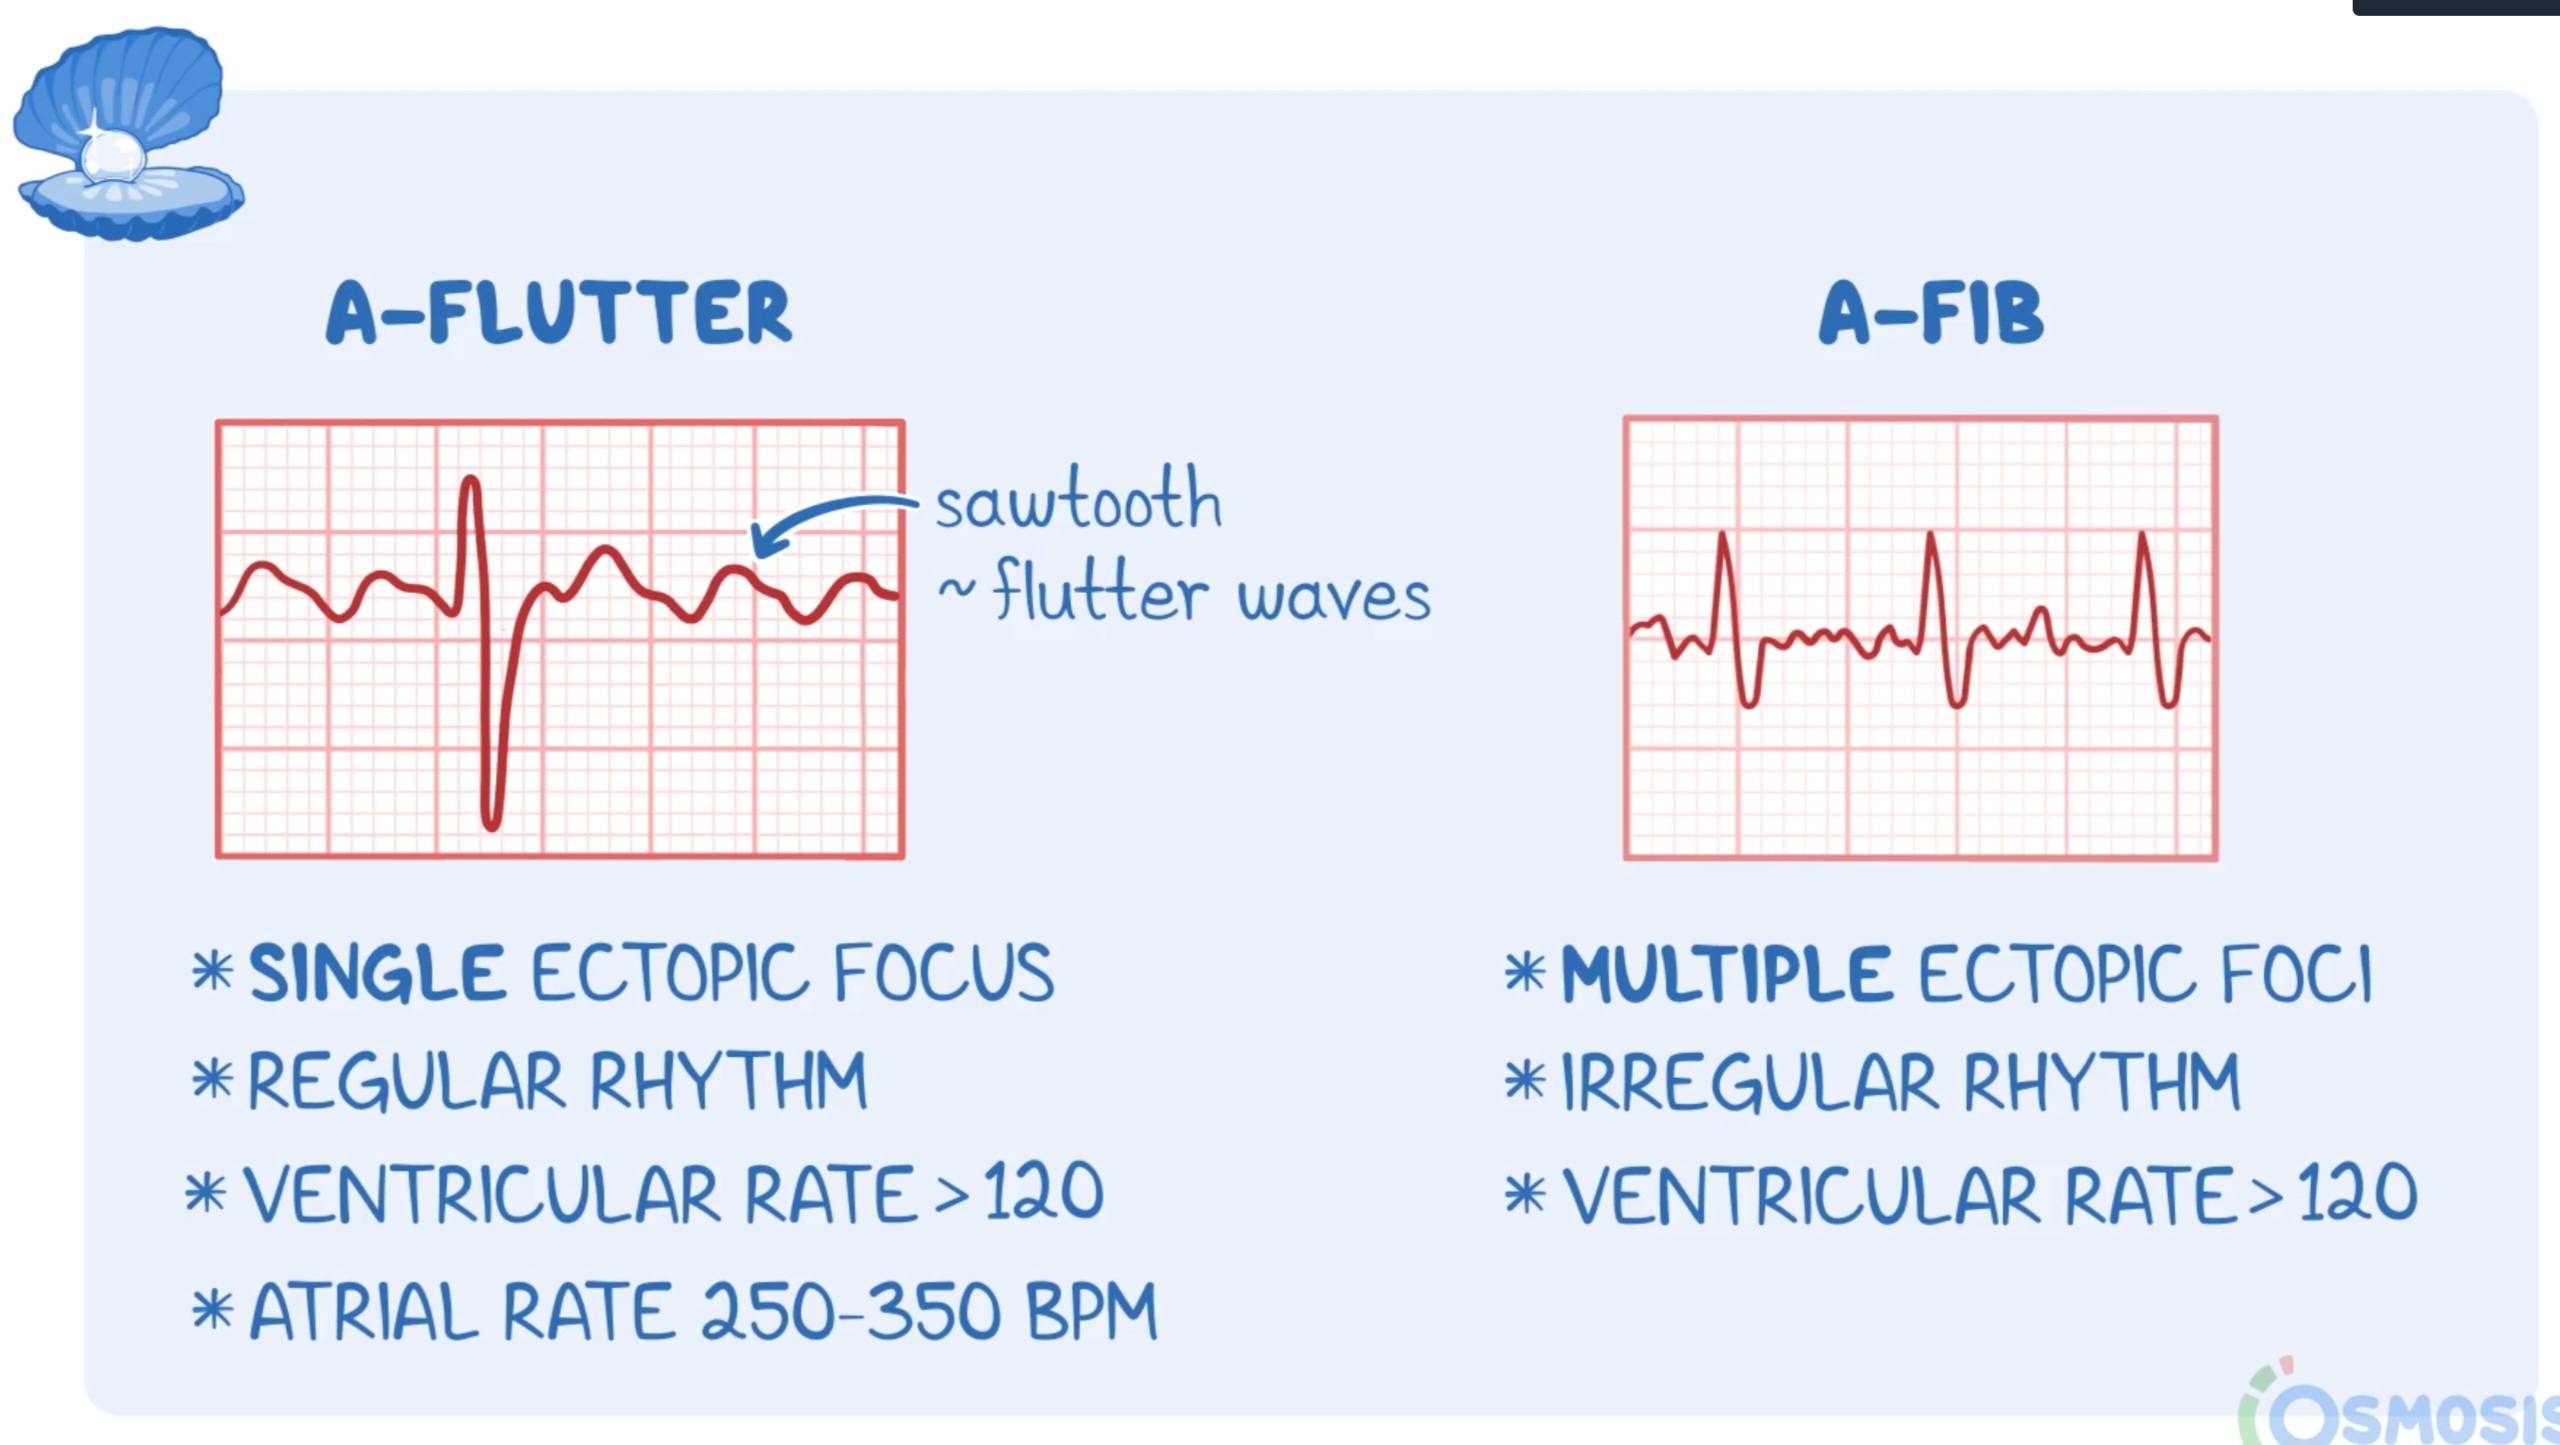 A-FLUTTER
sawtooth
~ flutter waves
* SINGLE ECTOPIC FOCUS
* REGULAR RHYTHM
* VENTRICULAR RATE > 120
* ATRIAL RATE 250-350 BPM
A-FIB
* MULTIPLE ECTOPIC FOCI
* IRREGULAR RHYTHM
* VENTRICULAR RATE > 120
OSMOSIS